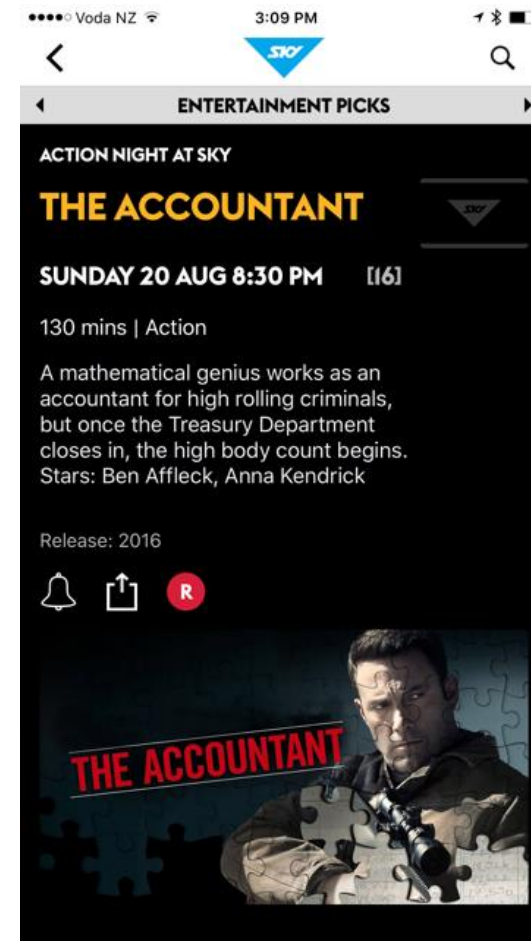 Voda NZ
3:09 PM
SKY
ENTERTAINMENT PICKS
ACTION NIGHT AT SKY
THE ACCOUNTANT
SKY
SUNDAY 20 AUG 8:30 PM [16]
130 mins | Action
A mathematical genius works as an
accountant for high rolling criminals,
but once the Treasury Department
closes in, the high body count begins.
Stars: Ben Affleck, Anna Kendrick
Release: 2016
R
THE ACCOUNTANT